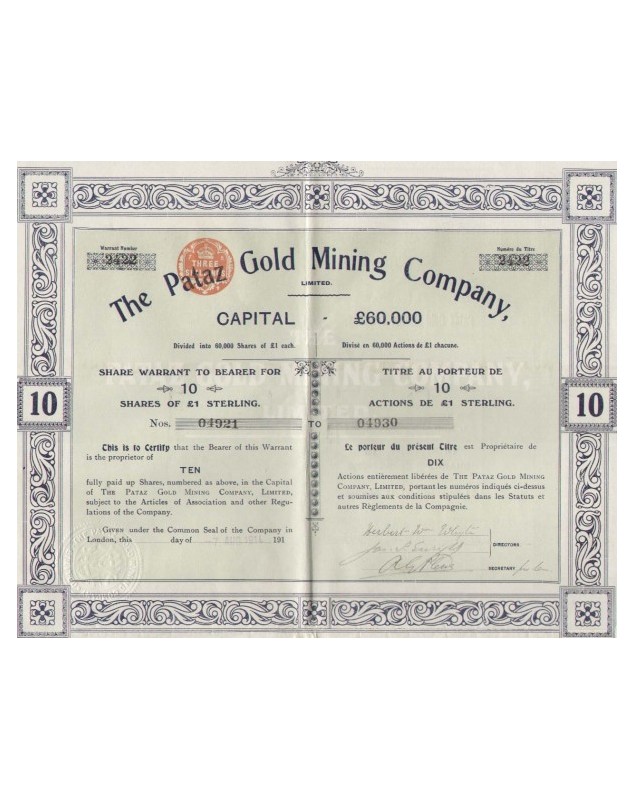 Warrant Number
2422
Numéro du Titre
2422
THREE
The Pataz Gold Mining Company,
LIMITED.
CAPITAL - £60,000
Divided into 60,000 Shares of £1 each.
Divisé en 60,000 Actions de £1 chacune.
SHARE WARRANT TO BEARER FOR
10
SHARES OF £1 STERLING.
TITRE AU PORTEUR DE
10
ACTIONS DE £1 STERLING.
10
10
Nos. 04921 TO 04930
This is to Certify that the Bearer of this Warrant
is the proprietor of
TEN
fully paid up Shares, numbered as above, in the Capital
of THE PATAZ GOLD MINING COMPANY, LIMITED,
subject to the Articles of Association and other Regu-
lations of the Company.
GIVEN under the Common Seal of the Company in
London, this day of 191
Le porteur du présent Titre est Propriétaire de
DIX
Actions entièrement libérées de THE PATAZ GOLD MINING
COMPANY, LIMITED, portant les numéros indiqués ci-dessus
et soumises aux conditions stipulées dans les Statuts et
autres Règlements de la Compagnie.
Herbert
DIRECTORS
SECRETARY